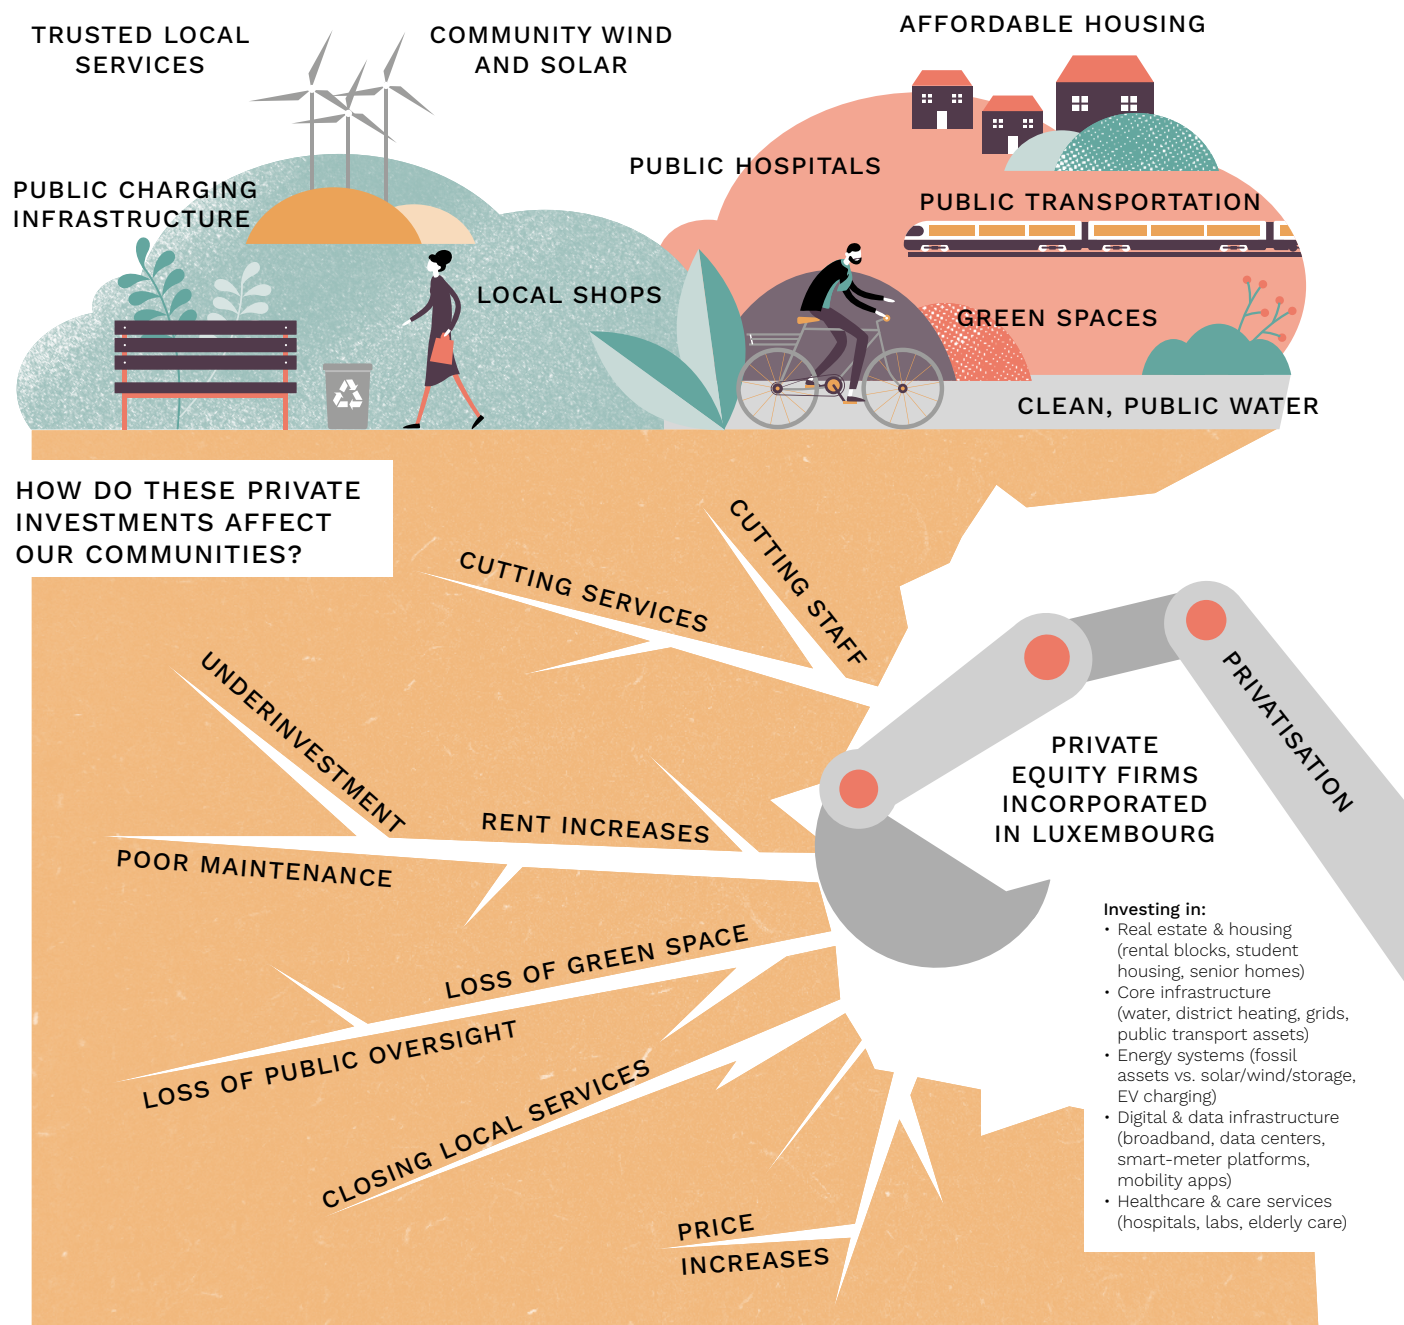 TRUSTED LOCAL
SERVICES
COMMUNITY WIND
AND SOLAR
AFFORDABLE HOUSING
PUBLIC HOSPITALS
PUBLIC CHARGING
INFRASTRUCTURE
PUBLIC TRANSPORTATION
LOCAL SHOPS
GREEN SPACES
CLEAN, PUBLIC WATER
HOW DO THESE PRIVATE
INVESTMENTS AFFECT
OUR COMMUNITIES?
CUTTING SERVICES
CUTTING STAFF
UNDERINVESTMENT
RENT INCREASES
POOR MAINTENANCE
LOSS OF GREEN SPACE
LOSS OF PUBLIC OVERSIGHT
CLOSING LOCAL SERVICES
PRICE
INCREASES
PRIVATISATION
PRIVATE
EQUITY FIRMS
INCORPORATED
IN LUXEMBOURG
Investing in:
• Real estate & housing
(rental blocks, student
housing, senior homes)
• Core infrastructure
(water, district heating, grids,
public transport assets)
• Energy systems (fossil
assets vs. solar/wind/storage,
EV charging)
• Digital & data infrastructure
(broadband, data centers,
smart-meter platforms,
mobility apps)
• Healthcare & care services
(hospitals, labs, elderly care)